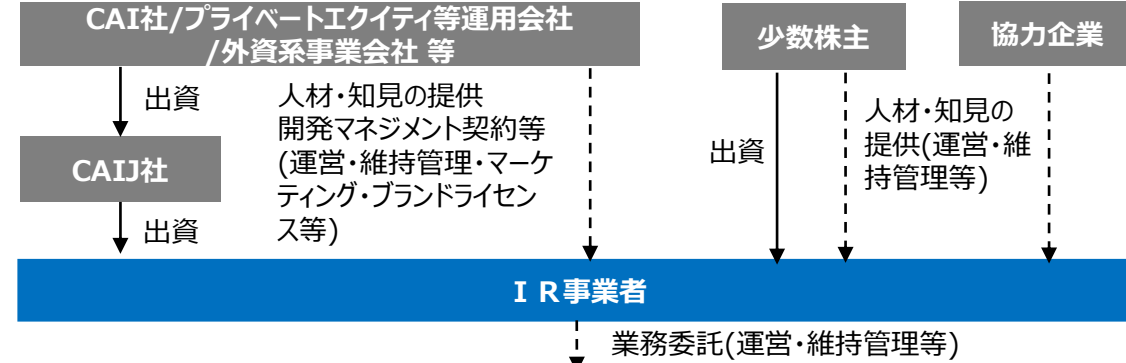 CAI社/プライベートエクイティ等運用会社
/外資系事業会社 等
少数株主
協力企業
出資
人材・知見の提供
開発マネジメント契約等
(運営・維持管理・マーケ
ティング・ブランドライセン
ス等)
出資
人材・知見の
提供(運営・維
持管理等)
CAIJ社
出資
ＩＲ事業者
業務委託(運営・維持管理等)